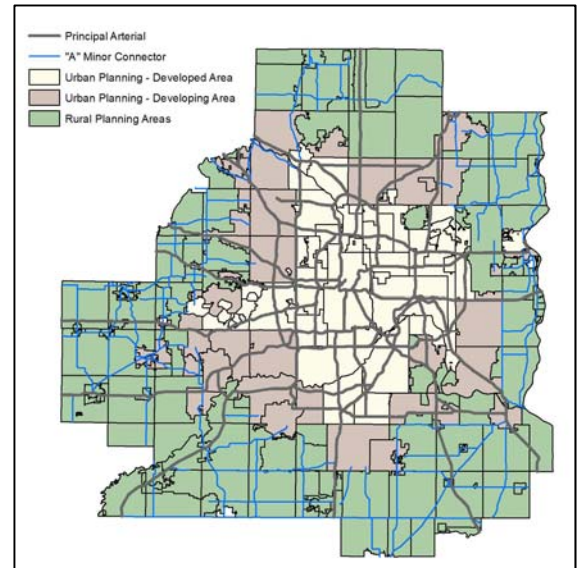 Principal Arterial
"A" Minor Connector
Urban Planning - Developed Area
Urban Planning - Developing Area
Rural Planning Areas